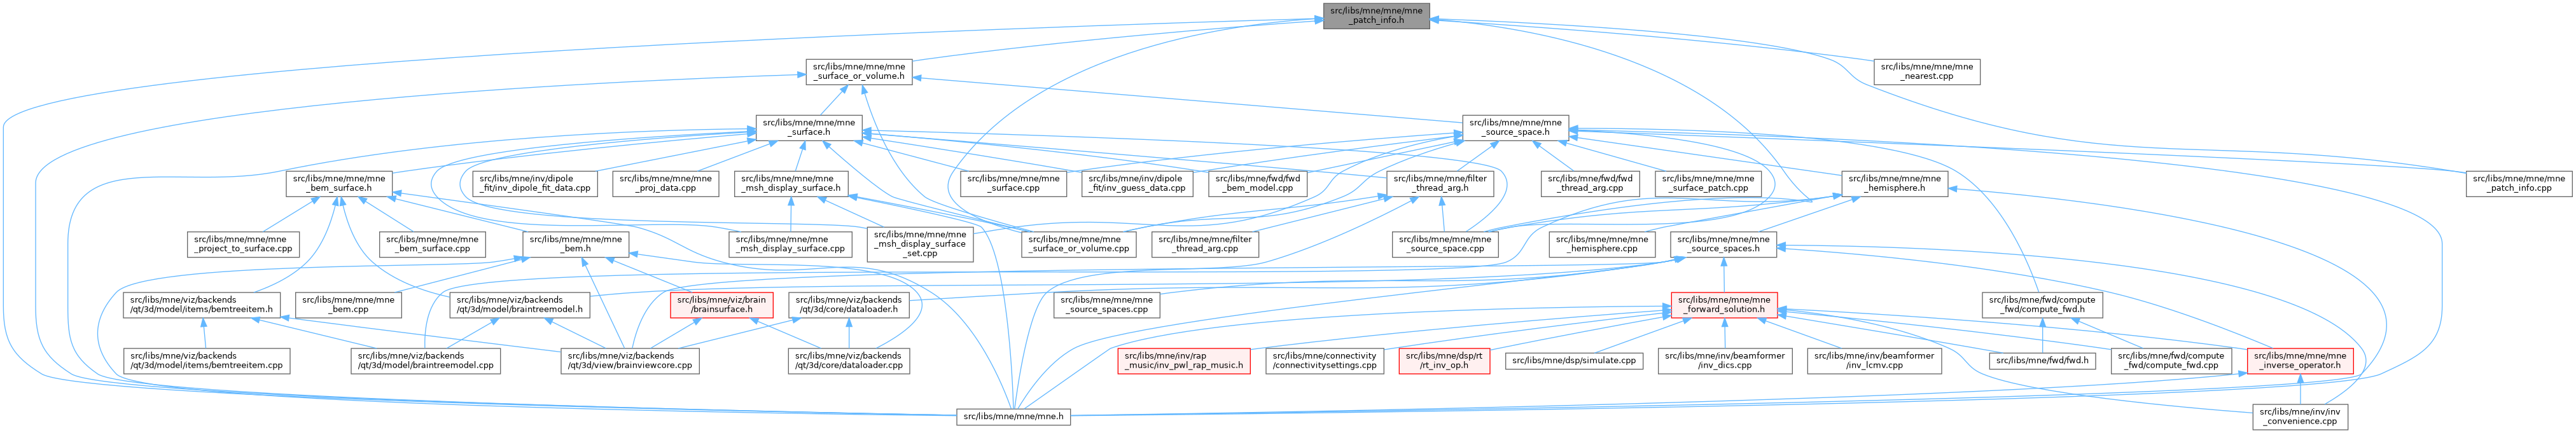 src/libs/mne/mne/mne
_patch_info.h
src/libs/mne/mne/mne
_surface_or_volume.h
src/libs/mne/mne/mne
_nearest.cpp
src/libs/mne/mne/mne
_surface.h
src/libs/mne/mne/mne
_source_space.h
src/libs/mne/mne/mne
_bem_surface.h
src/libs/mne/inv/dipole
_fit/inv_dipole_fit_data.cpp
src/libs/mne/mne/mne
_proj_data.cpp
src/libs/mne/mne/mne
_msh_display_surface.h
src/libs/mne/mne/mne
_surface.cpp
src/libs/mne/inv/dipole
_fit/inv_guess_data.cpp
src/libs/mne/fwd/fwd
_bem_model.cpp
src/libs/mne/mne/filter
_thread_arg.h
src/libs/mne/fwd/fwd
_thread_arg.cpp
src/libs/mne/mne/mne
_surface_patch.cpp
src/libs/mne/mne/mne
_hemisphere.h
src/libs/mne/mne/mne
_patch_info.cpp
src/libs/mne/mne/mne
_project_to_surface.cpp
src/libs/mne/mne/mne
_bem_surface.cpp
src/libs/mne/mne/mne
_bem.h
src/libs/mne/mne/mne
_msh_display_surface.cpp
src/libs/mne/mne/mne
_msh_display_surface
_set.cpp
src/libs/mne/mne/mne
_surface_or_volume.cpp
src/libs/mne/mne/filter
_thread_arg.cpp
src/libs/mne/mne/mne
_source_space.cpp
src/libs/mne/mne/mne
_hemisphere.cpp
src/libs/mne/mne/mne
_source_spaces.h
src/libs/mne/viz/backends
/qt/3d/model/items/bemtreeitem.h
src/libs/mne/mne/mne
_bem.cpp
src/libs/mne/viz/backends
/qt/3d/model/braintreemodel.h
src/libs/mne/viz/brain
/brainsurface.h
src/libs/mne/viz/backends
/qt/3d/core/dataloader.h
src/libs/mne/mne/mne
_source_spaces.cpp
src/libs/mne/mne/mne
_forward_solution.h
src/libs/mne/fwd/compute
_fwd/compute_fwd.h
src/libs/mne/viz/backends
/qt/3d/model/items/bemtreeitem.cpp
src/libs/mne/viz/backends
/qt/3d/model/braintreemodel.cpp
src/libs/mne/viz/backends
/qt/3d/view/brainviewcore.cpp
src/libs/mne/viz/backends
/qt/3d/core/dataloader.cpp
src/libs/mne/inv/rap
_music/inv_pwl_rap_music.h
src/libs/mne/connectivity
/connectivitysettings.cpp
src/libs/mne/dsp/rt
/rt_inv_op.h
src/libs/mne/dsp/simulate.cpp
src/libs/mne/inv/beamformer
/inv_dics.cpp
src/libs/mne/inv/beamformer
/inv_lcmv.cpp
src/libs/mne/fwd/fwd.h
src/libs/mne/fwd/compute
_fwd/compute_fwd.cpp
src/libs/mne/mne/mne
_inverse_operator.h
src/libs/mne/mne/mne.h
src/libs/mne/inv/inv
_convenience.cpp